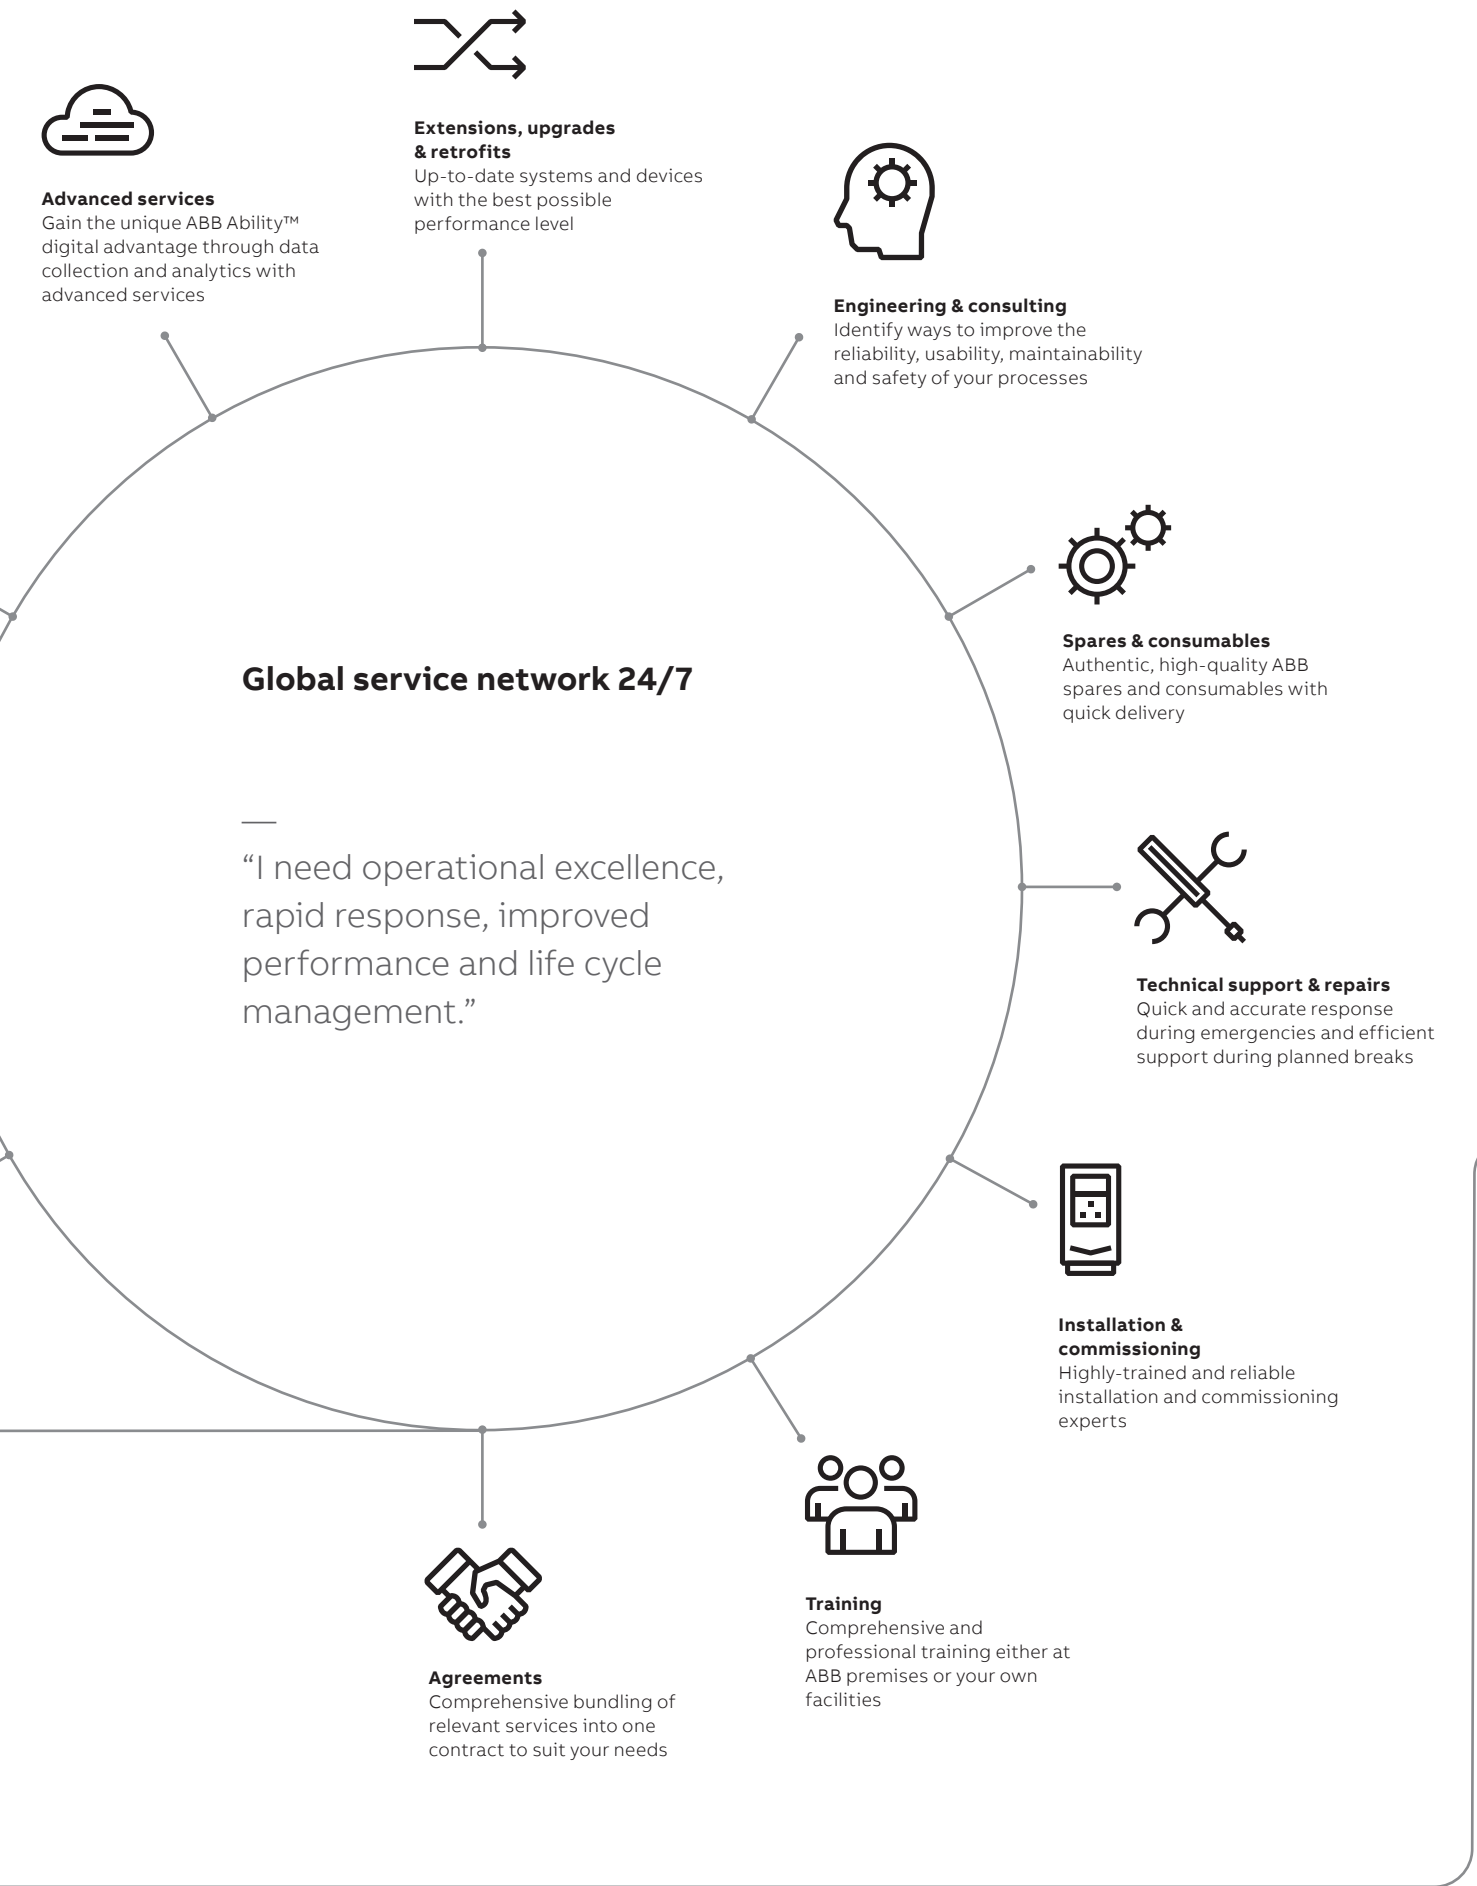 Extensions, upgrades
& retrofits
Up-to-date systems and devices
with the best possible
performance level
Advanced services
Gain the unique ABB Ability™
digital advantage through data
collection and analytics with
advanced services
Engineering & consulting
Identify ways to improve the
reliability, usability, maintainability
and safety of your processes
Spares & consumables
Authentic, high-quality ABB
spares and consumables with
quick delivery
Global service network 24/7
“I need operational excellence,
rapid response, improved
performance and life cycle
management.”
Technical support & repairs
Quick and accurate response
during emergencies and efficient
support during planned breaks
Installation &
commissioning
Highly-trained and reliable
installation and commissioning
experts
Training
Comprehensive and
professional training either at
ABB premises or your own
facilities
Agreements
Comprehensive bundling of
relevant services into one
contract to suit your needs